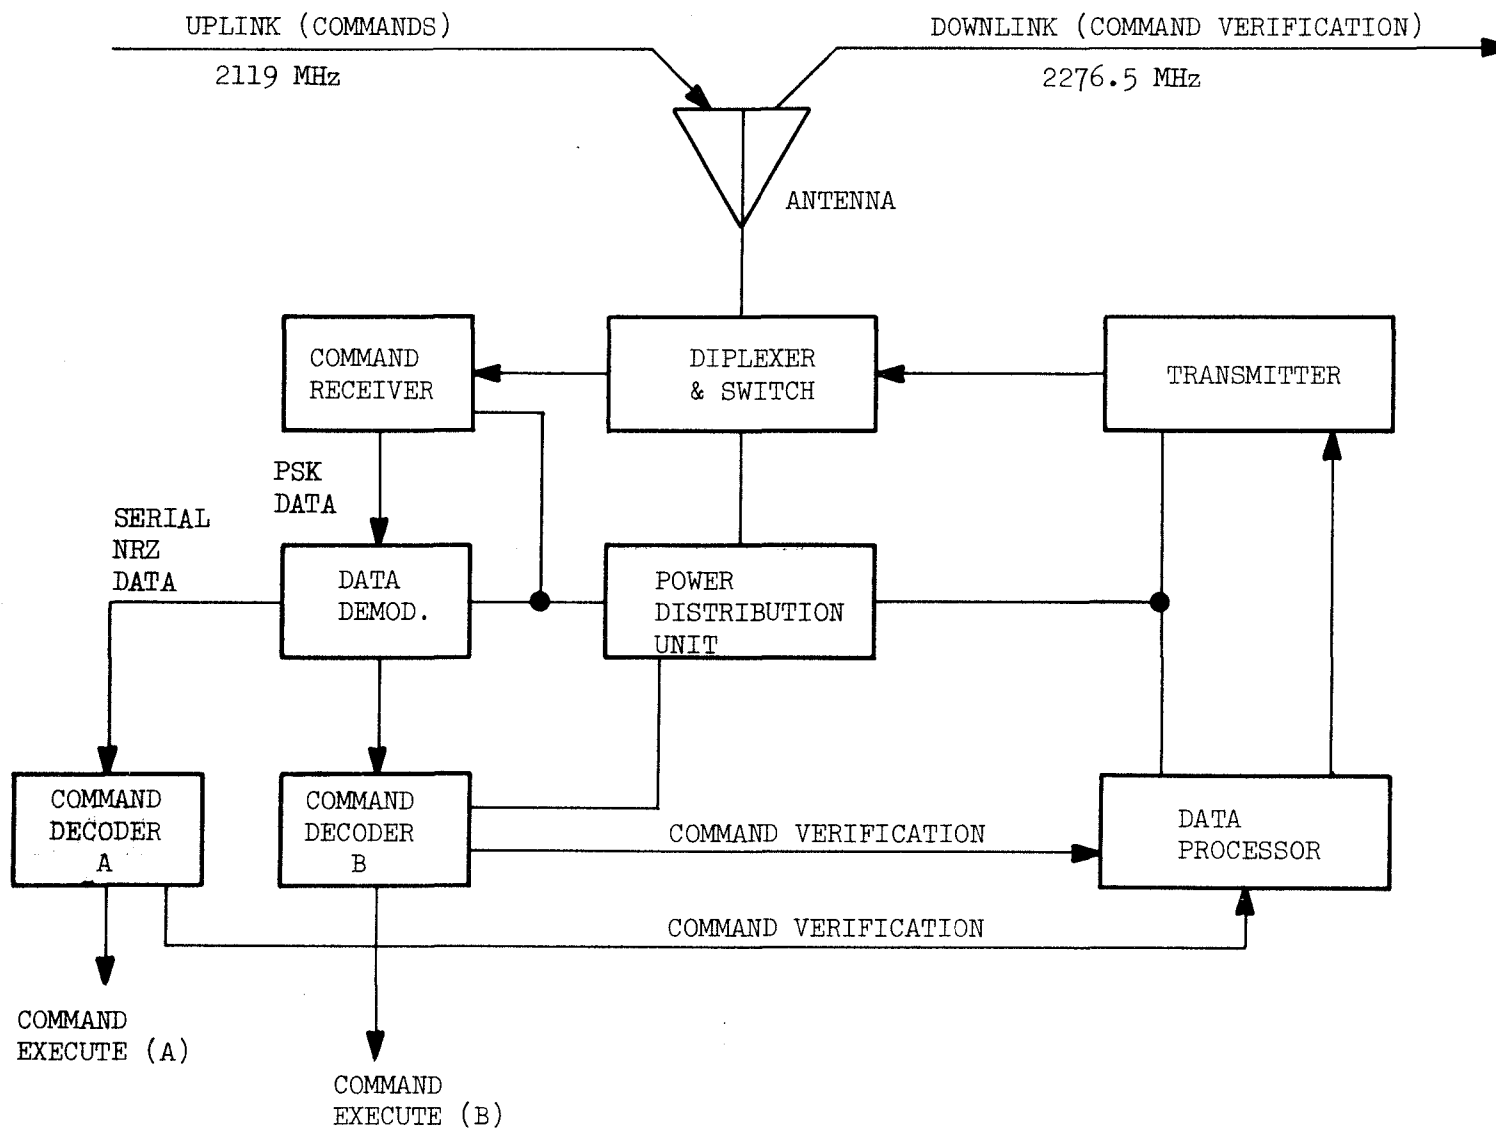 UPLINK (COMMANDS)
2119 MHz
DOWNLINK (COMMAND VERIFICATION)
2276.5 MHz
ANTENNA
COMMAND
RECEIVER
DIPLEXER
& SWITCH
TRANSMITTER
PSK
DATA
SERIAL
NRZ
DATA
DATA
DEMOD.
POWER
DISTRIBUTION
UNIT
COMMAND
DECODER
A
COMMAND
DECODER
B
COMMAND VERIFICATION
DATA
PROCESSOR
COMMAND VERIFICATION
COMMAND
EXECUTE (A)
COMMAND
EXECUTE (B)